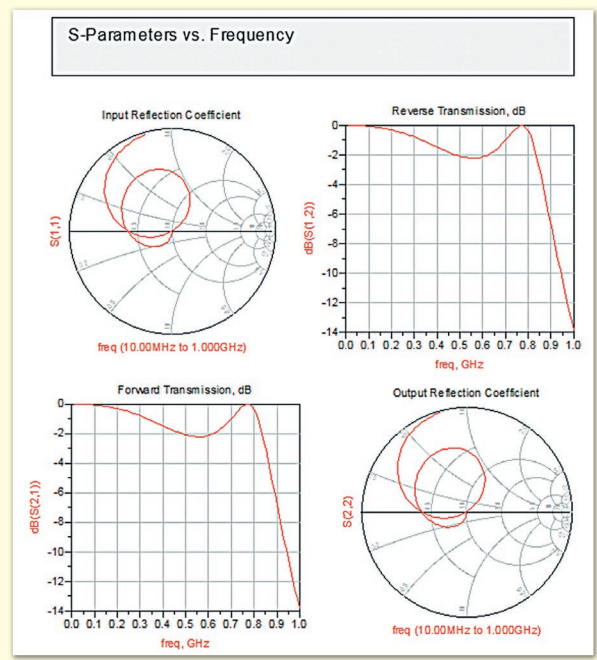 S-Parameters vs. Frequency
Input Reflection Coefficient
S(1,1)
freq (10.00MHz to 1.000GHz)
Reverse Transmission, dB
dB(S(1,2))
0
-2
-4
-6
-8
-10
-12
-14
0.0 0.1 0.2 0.3 0.4 0.5 0.6 0.7 0.8 0.9 1.0
freq, GHz
Forward Transmission, dB
dB(S(2,1))
0
-2
-4
-6
-8
-10
-12
-14
0.0 0.1 0.2 0.3 0.4 0.5 0.6 0.7 0.8 0.9 1.0
freq, GHz
Output Reflection Coefficient
S(2,2)
freq (10.00MHz to 1.000GHz)